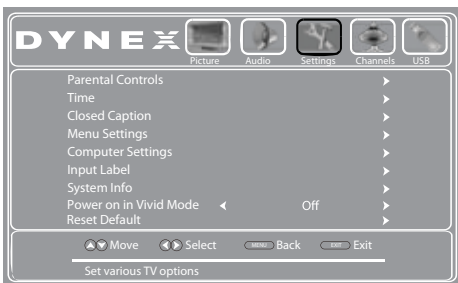 DYNEX
Picture Audio Settings Channels USB
Parental Controls
Time
Closed Caption
Menu Settings
Computer Settings
Input Label
System Info
Power on in Vivid Mode Off
Reset Default
Move Select MENU Back EXIT Exit
Set various TV options